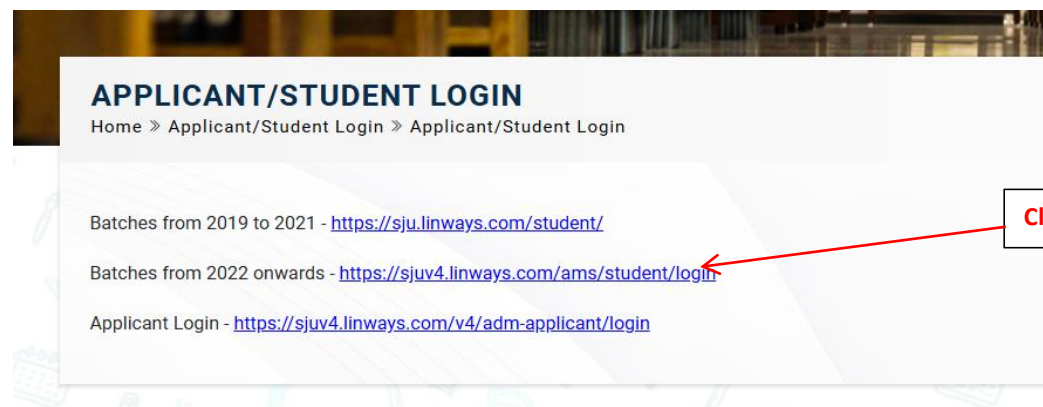 APPLICANT/STUDENT LOGIN
Home » Applicant/Student Login » Applicant/Student Login
Batches from 2019 to 2021 - https://sju.linways.com/student/
Batches from 2022 onwards - https://sjuv4.linways.com/ams/student/login
Applicant Login - https://sjuv4.linways.com/v4/adm-applicant/login